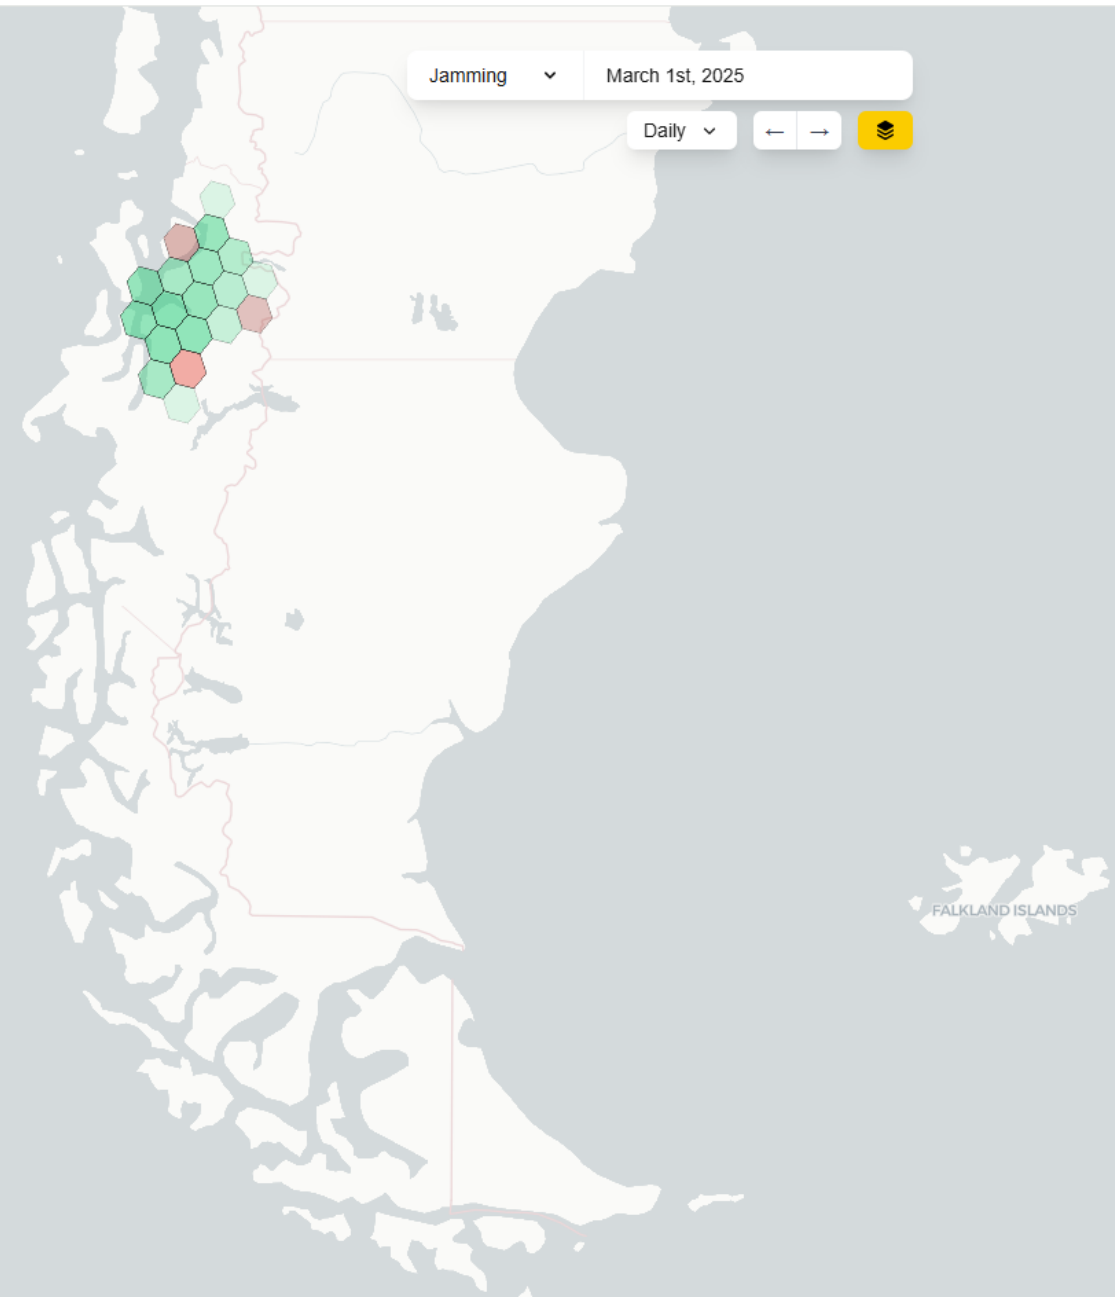 Jamming
March 1st, 2025
Daily
← →
FALKLAND ISLANDS